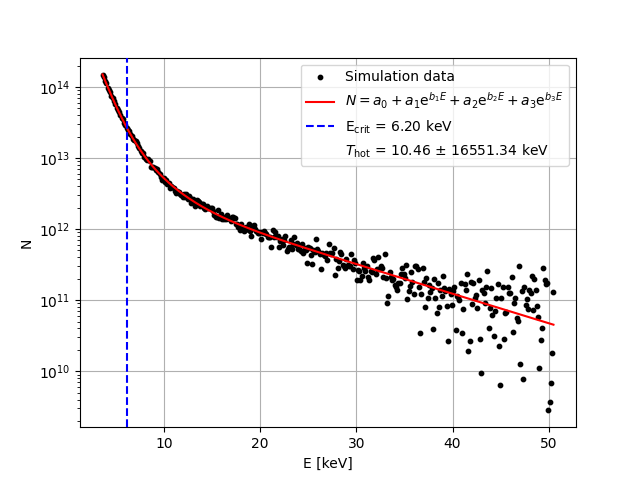 Simulation data
N = a₀ + a₁e^{b₁E} + a₂e^{b₂E} + a₃e^{b₃E}
E_crit = 6.20 keV
T_hot = 10.46 ± 16551.34 keV
10¹⁴
10¹³
10¹²
10¹¹
10¹⁰
N
10 20 30 40 50
E [keV]